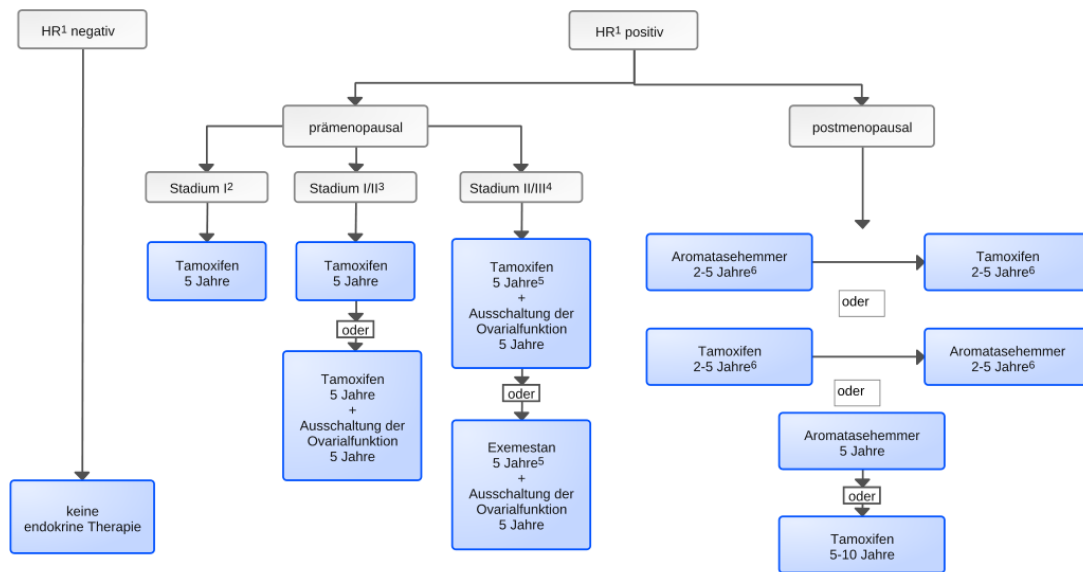 HR¹ negativ
HR¹ positiv
prämenopausal
postmenopausal
Stadium I²
Stadium I/II³
Stadium II/III⁴
Tamoxifen
5 Jahre
Tamoxifen
5 Jahre
oder
Tamoxifen
5 Jahre
+
Ausschaltung der
Ovarialfunktion
5 Jahre
Tamoxifen
5 Jahre⁵
+
Ausschaltung der
Ovarialfunktion
5 Jahre
oder
Exemestan
5 Jahre⁵
+
Ausschaltung der
Ovarialfunktion
5 Jahre
Aromatasehemmer
2-5 Jahre⁶
Tamoxifen
2-5 Jahre⁶
oder
Tamoxifen
2-5 Jahre⁶
Aromatasehemmer
2-5 Jahre⁶
oder
Aromatasehemmer
5 Jahre
oder
Tamoxifen
5-10 Jahre
keine
endokrine Therapie